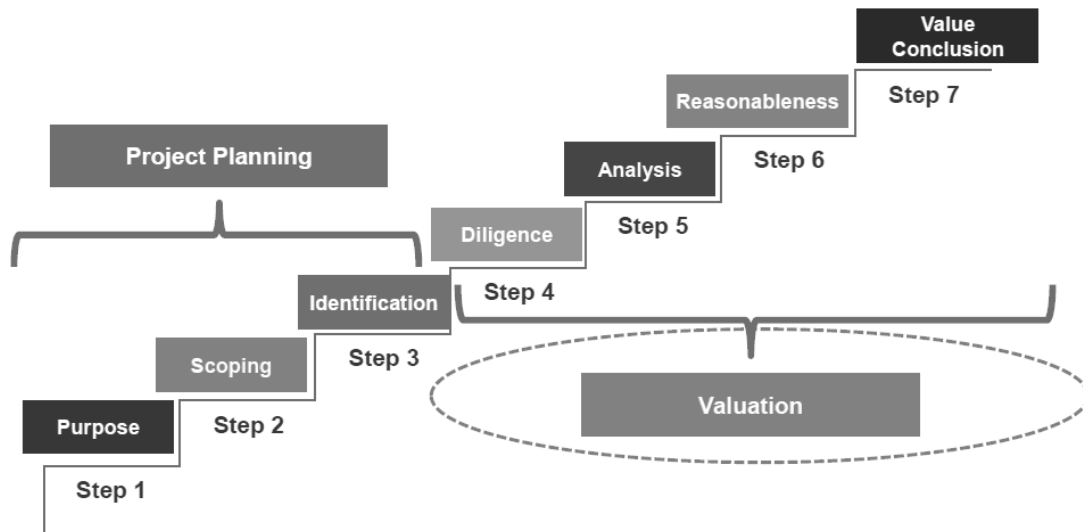 Value
Conclusion
Reasonableness
Step 7
Project Planning
Analysis
Step 6
Diligence
Step 5
Identification
Step 4
Scoping
Step 3
Valuation
Purpose
Step 2
Step 1